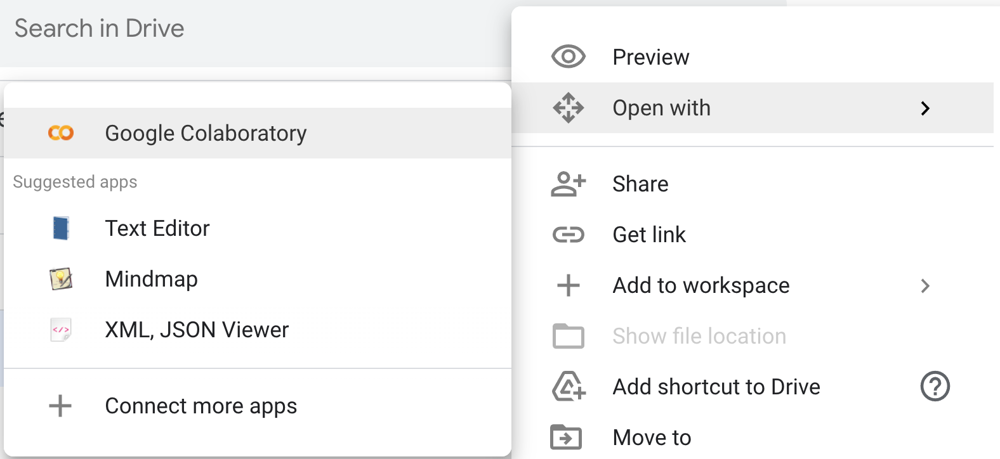 Search in Drive
Google Colaboratory
Suggested apps
Text Editor
Mindmap
XML, JSON Viewer
Connect more apps
Preview
Open with
Share
Get link
Add to workspace
Show file location
Add shortcut to Drive
Move to